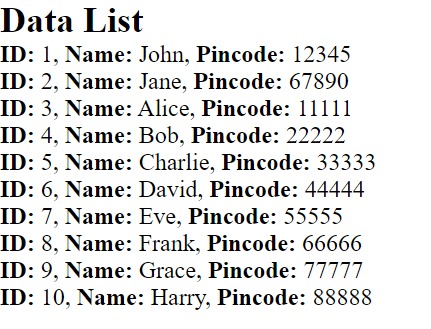 Data List
ID: 1, Name: John, Pincode: 12345
ID: 2, Name: Jane, Pincode: 67890
ID: 3, Name: Alice, Pincode: 11111
ID: 4, Name: Bob, Pincode: 22222
ID: 5, Name: Charlie, Pincode: 33333
ID: 6, Name: David, Pincode: 44444
ID: 7, Name: Eve, Pincode: 55555
ID: 8, Name: Frank, Pincode: 66666
ID: 9, Name: Grace, Pincode: 77777
ID: 10, Name: Harry, Pincode: 88888